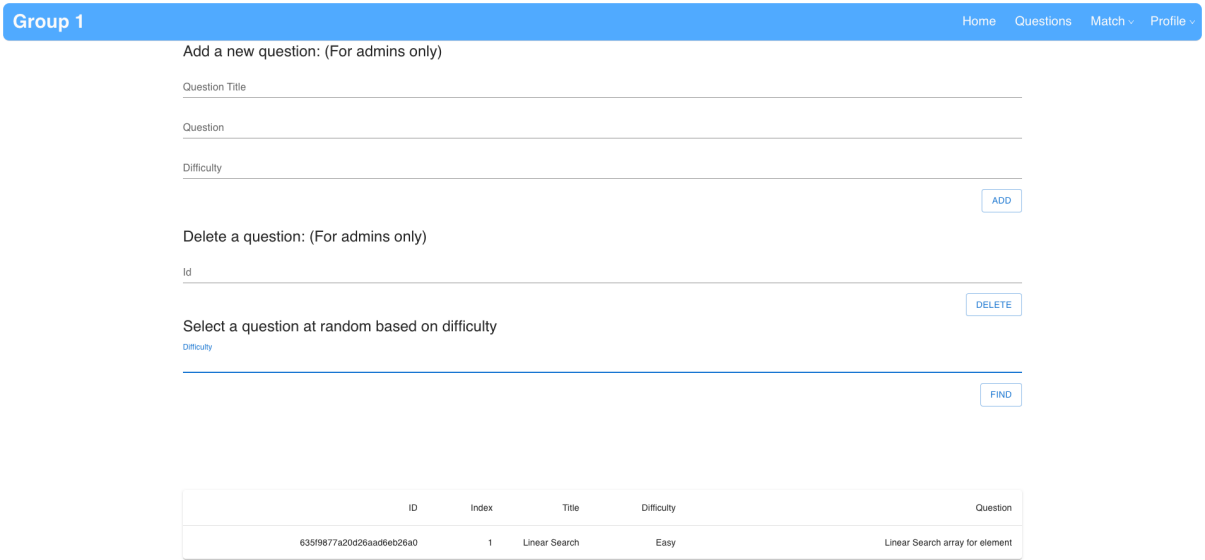 Group 1 Home Questions Match Profile
Add a new question: (For admins only)
Question Title
Question
Difficulty
ADD
Delete a question: (For admins only)
Id
DELETE
Select a question at random based on difficulty
Difficulty
FIND
ID Index Title Difficulty Question
635f9877a20d26aad6eb26a0 1 Linear Search Easy Linear Search array for element